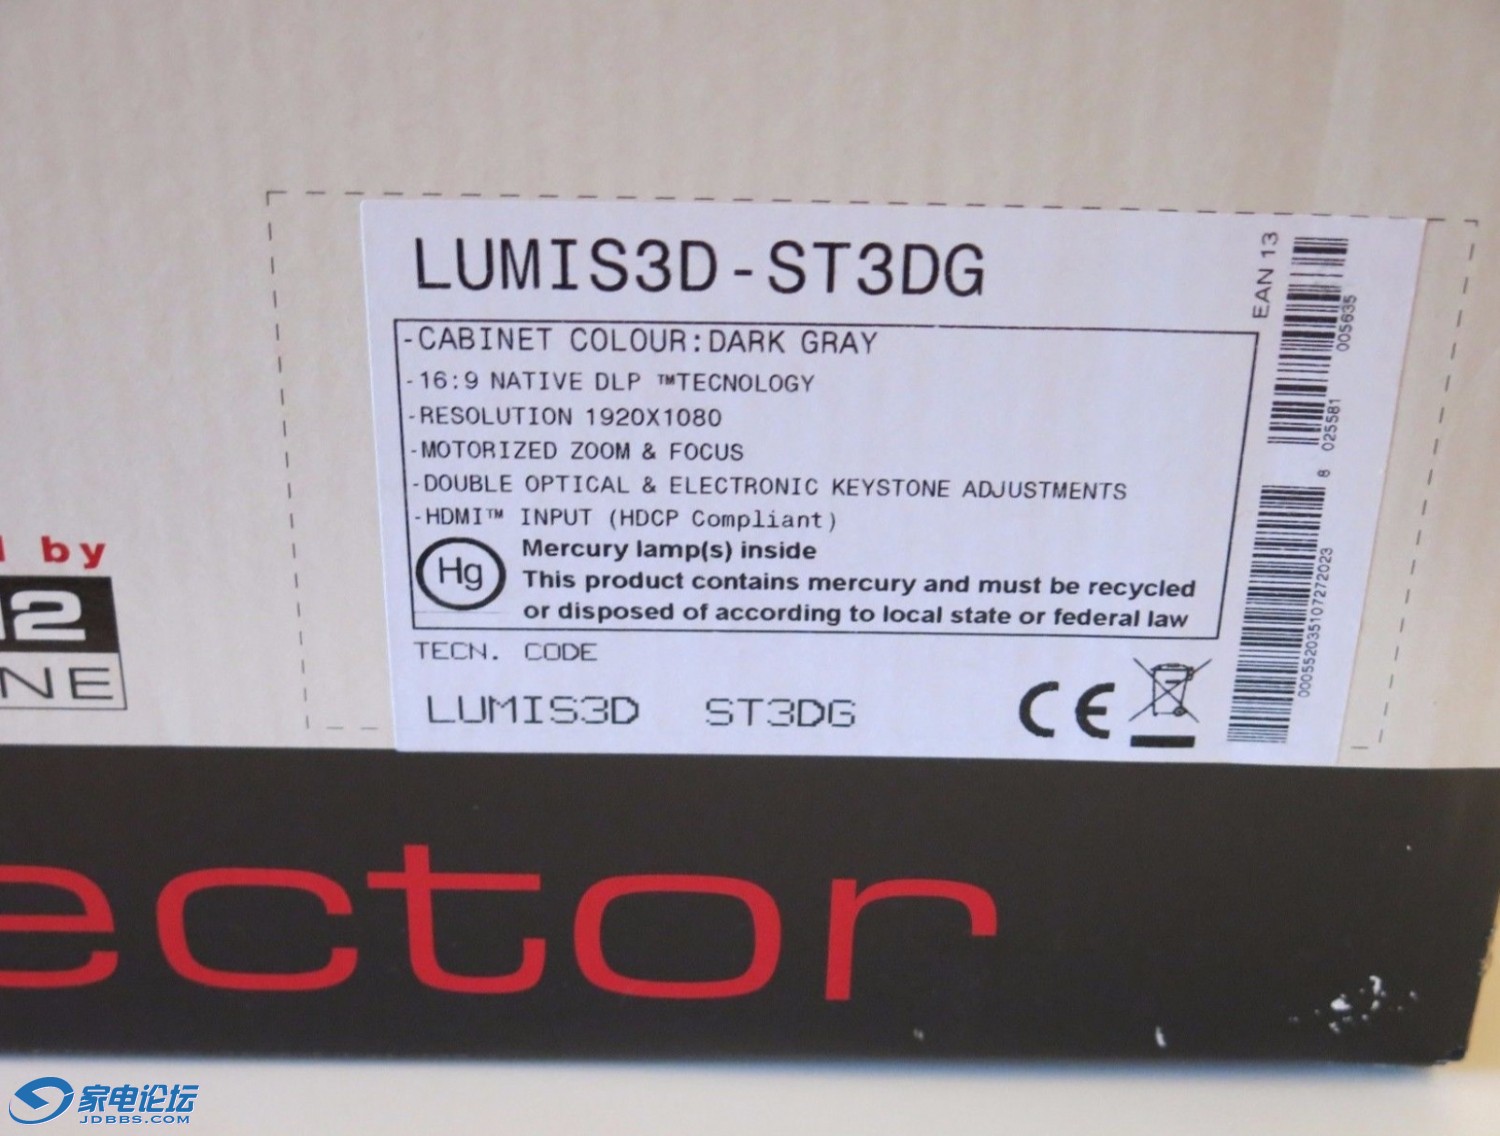 LUMIS3D-ST3DG
-CABINET COLOUR:DARK GRAY
-16:9 NATIVE DLP ™TECNOLOGY
-RESOLUTION 1920X1080
-MOTORIZED ZOOM & FOCUS
-DOUBLE OPTICAL & ELECTRONIC KEYSTONE ADJUSTMENTS
-HDMI™ INPUT (HDCP Compliant)
Hg
Mercury lamp(s) inside
This product contains mercury and must be recycled
or disposed of according to local state or federal law
TECN. CODE
LUMIS3D ST3DG
CE
EAN 13
8 025581 005635
000552035107272023
by
12
NE
ector
家电论坛
JDBBS.COM